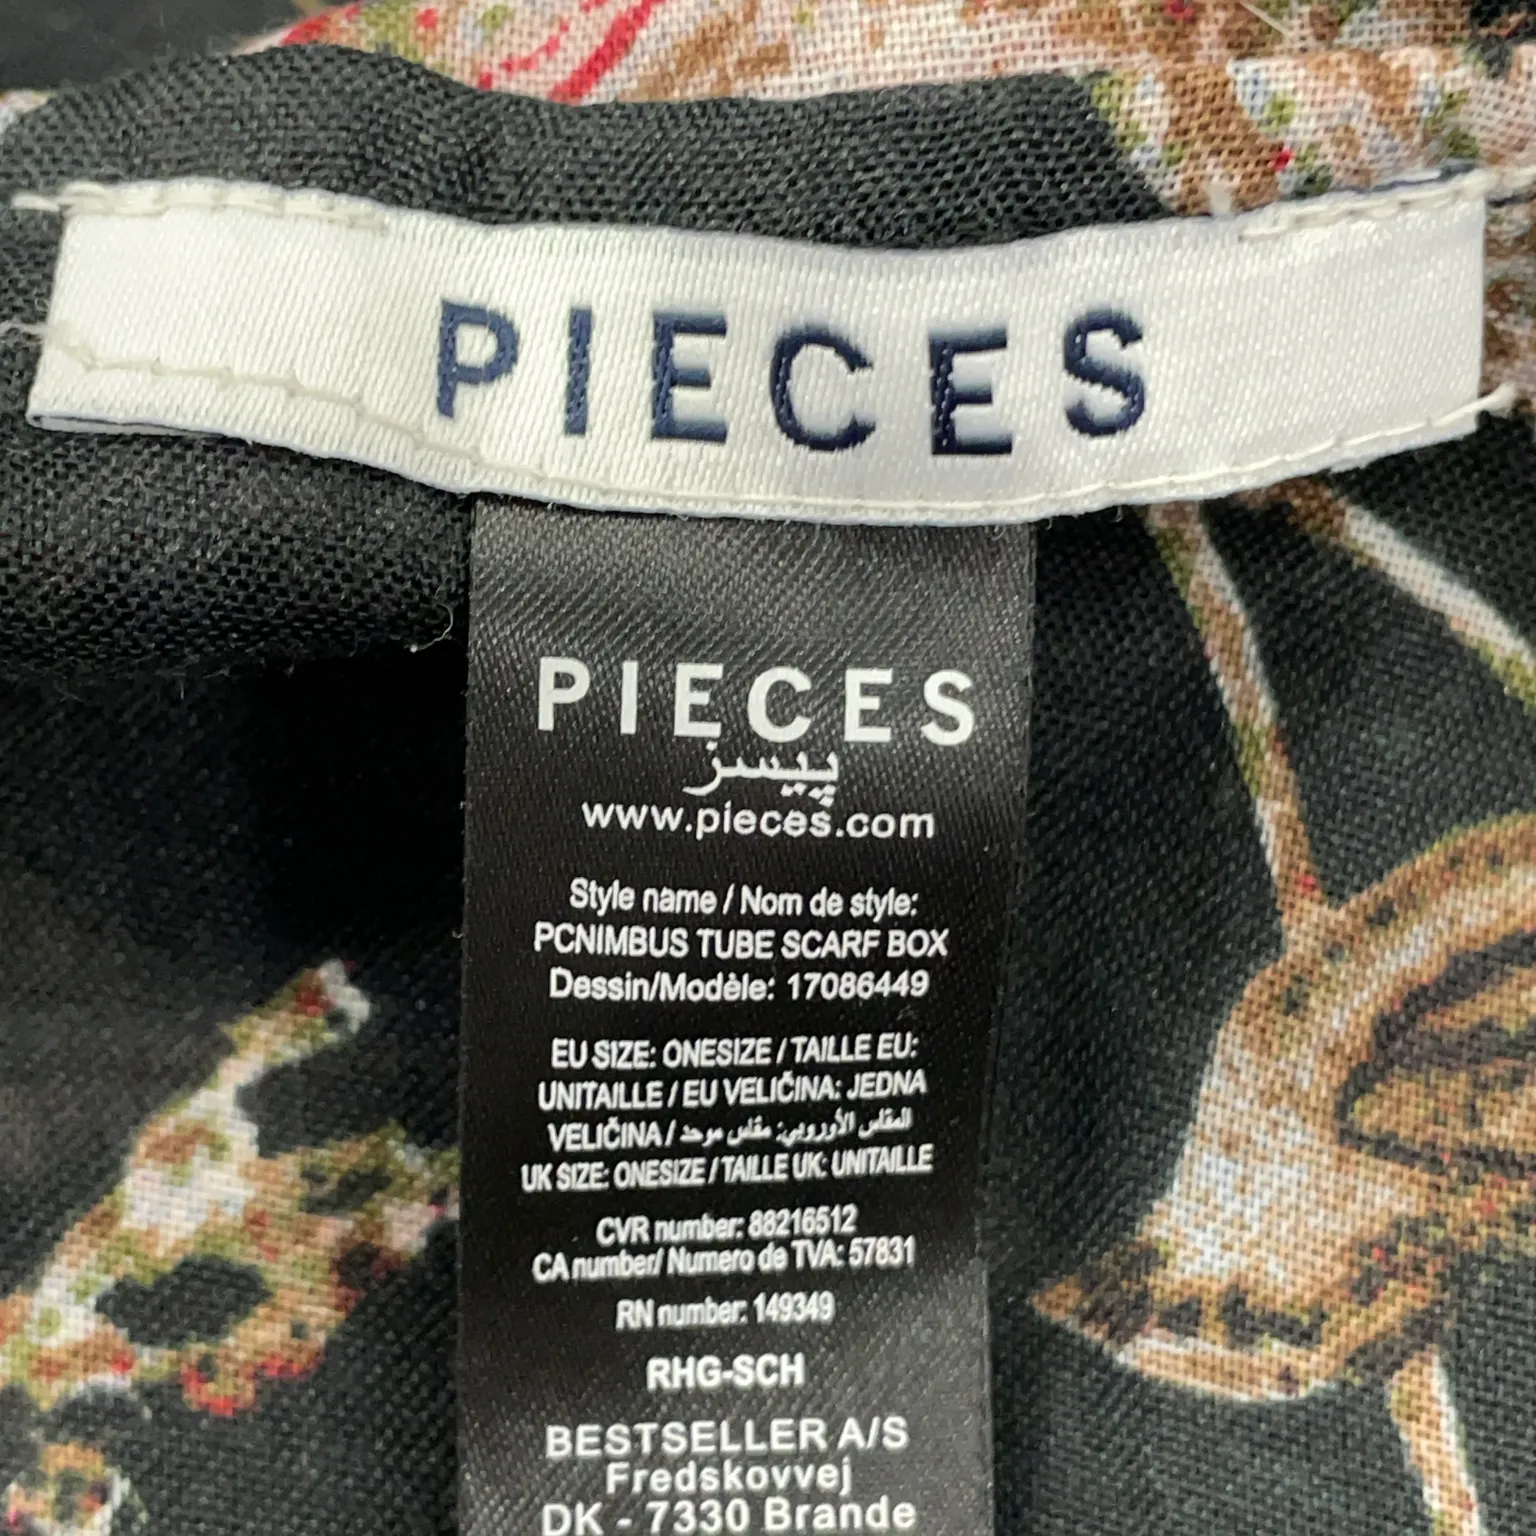 PIECES
PIECES
پیسز
www.pieces.com
Style name / Nom de style:
PCNIMBUS TUBE SCARF BOX
Dessin/Modèle: 17086449
EU SIZE: ONESIZE / TAILLE EU:
UNITAILLE / EU VELIČINA: JEDNA
VELIČINA / المقاس الأوروبي: مقاس موحد
UK SIZE: ONESIZE / TAILLE UK: UNITAILLE
CVR number: 88216512
CA number/ Numero de TVA: 57831
RN number: 149349
RHG-SCH
BESTSELLER A/S
Fredskovvej
DK - 7330 Brande